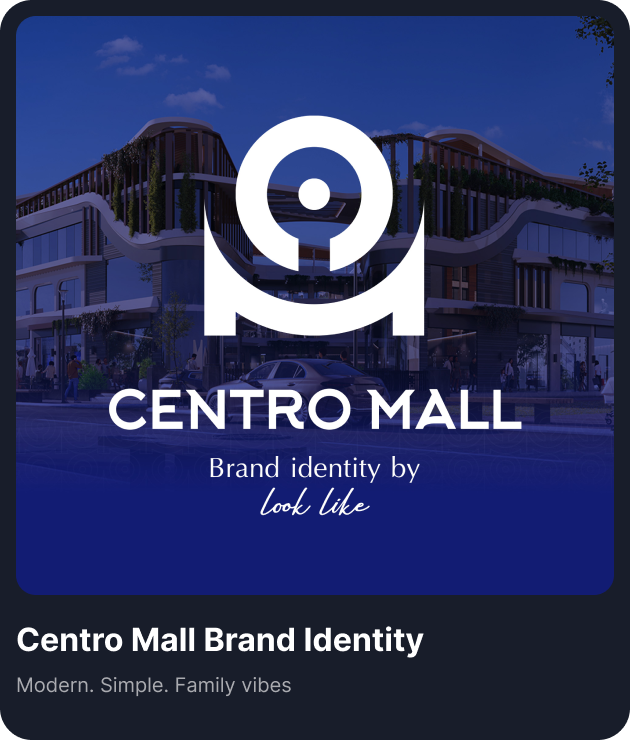 CENTRO MALL
Brand identity by
look like
Centro Mall Brand Identity
Modern. Simple. Family vibes